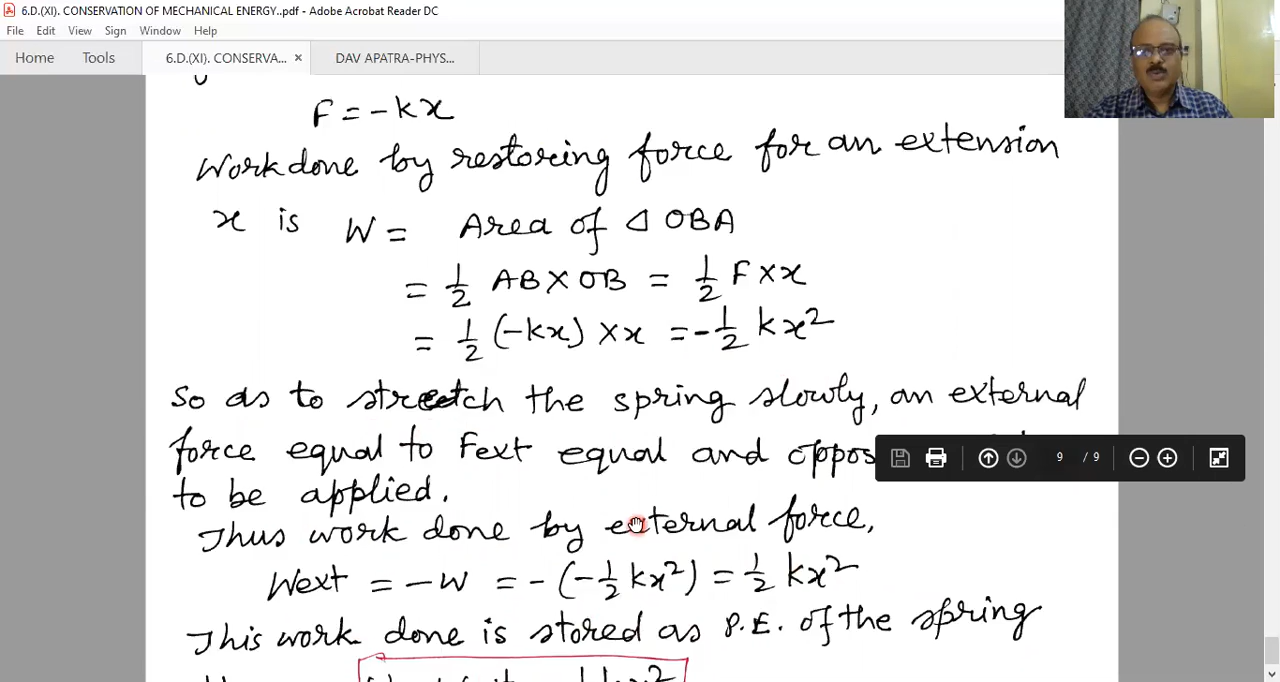 6.D.(XI). CONSERVATION OF MECHANICAL ENERGY..pdf - Adobe Acrobat Reader DC
File Edit View Sign Window Help
Home Tools 6.D.(XI). CONSERVA... × DAV APATRA-PHYS...
F = -kx
Work done by restoring force for an extension
x is W = Area of △ OBA
= 1/2 AB × OB = 1/2 F × x
= 1/2 (-kx) × x = -1/2 kx²
So as to stretch the spring slowly, an external
force equal to Fext equal and oppos
9 / 9
to be applied.
Thus work done by external force,
Wext = -W = -(-1/2 kx²) = 1/2 kx²
This work done is stored as P.E. of the spring